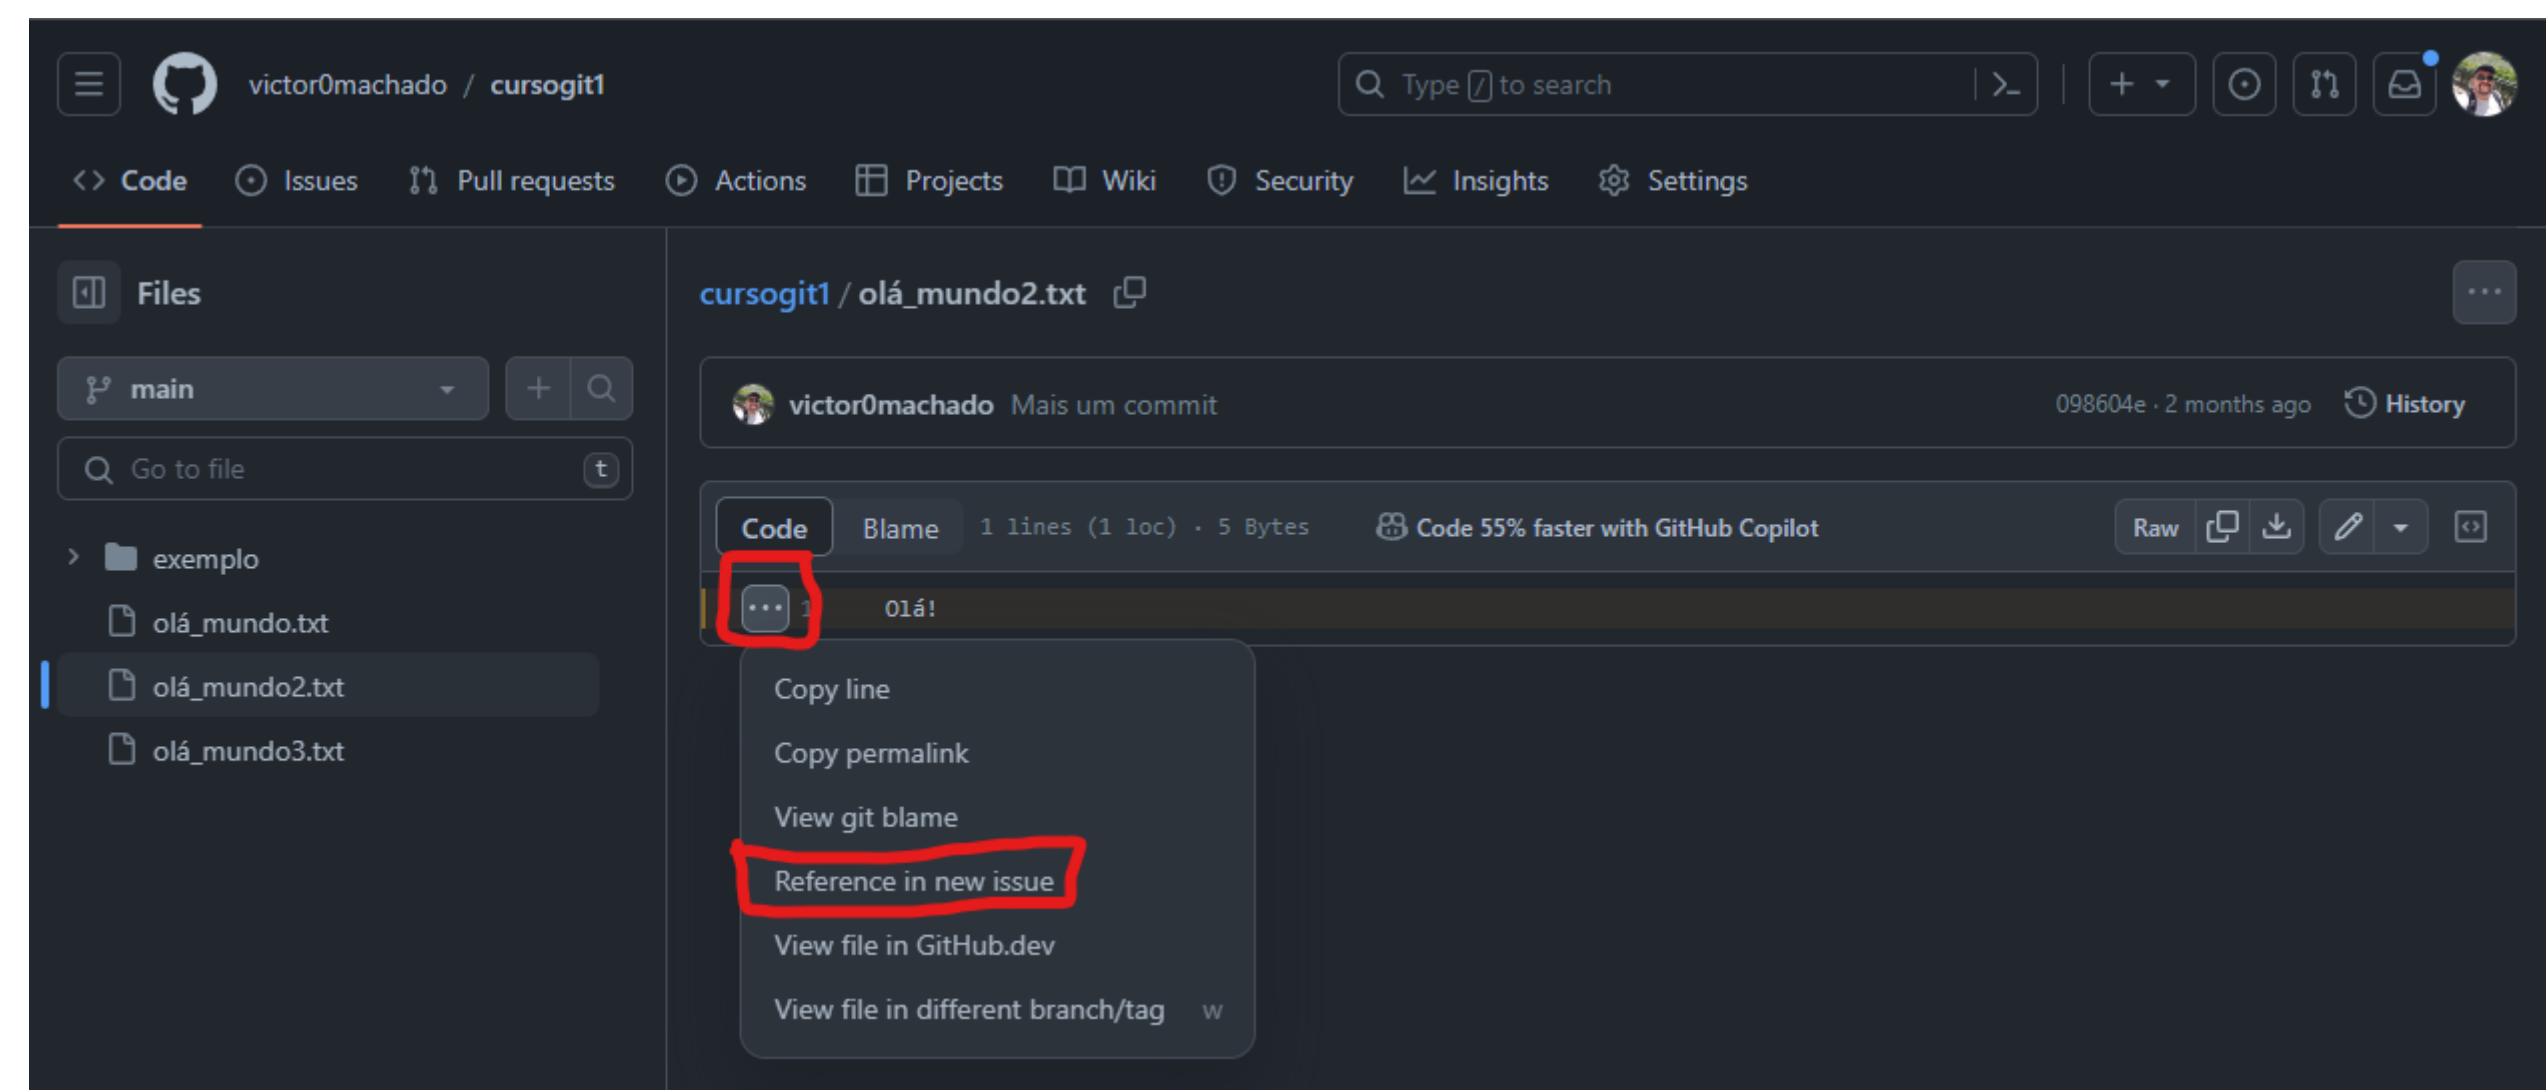 victor0machado / cursogit1
Type / to search
Code Issues Pull requests Actions Projects Wiki Security Insights Settings
Files
main
Go to file t
exemplo
olá_mundo.txt
olá_mundo2.txt
olá_mundo3.txt
cursogit1 / olá_mundo2.txt
victor0machado Mais um commit 098604e · 2 months ago History
Code Blame 1 lines (1 loc) · 5 Bytes Code 55% faster with GitHub Copilot Raw
1 Olá!
Copy line
Copy permalink
View git blame
Reference in new issue
View file in GitHub.dev
View file in different branch/tag w